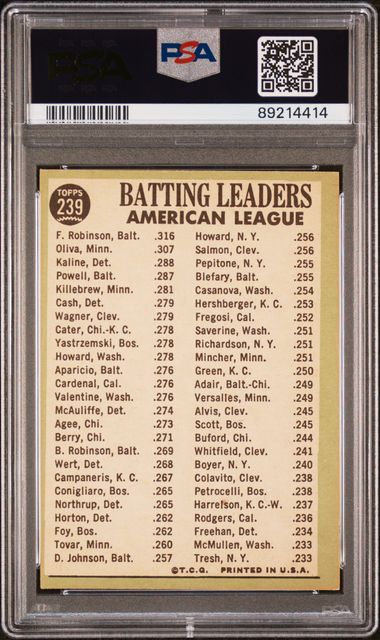 PSA
PSA
89214414
TOPPS
239
BATTING LEADERS
AMERICAN LEAGUE
F. Robinson, Balt. .316
Oliva, Minn. .307
Kaline, Det. .288
Powell, Balt. .287
Killebrew, Minn. .281
Cash, Det. .279
Wagner, Clev. .279
Cater, Chi.-K. C. .278
Yastrzemski, Bos. .278
Howard, Wash. .278
Aparicio, Balt. .276
Cardenal, Cal. .276
Valentine, Wash. .276
McAuliffe, Det. .274
Agee, Chi. .273
Berry, Chi. .271
B. Robinson, Balt. .269
Wert, Det. .268
Campaneris, K. C. .267
Conigliaro, Bos. .265
Northrup, Det. .265
Horton, Det. .262
Foy, Bos. .262
Tovar, Minn. .260
D. Johnson, Balt. .257
Howard, N. Y. .256
Salmon, Clev. .256
Pepitone, N. Y. .255
Blefary, Balt. .255
Casanova, Wash. .254
Hershberger, K. C. .253
Fregosi, Cal. .252
Saverine, Wash. .251
Richardson, N. Y. .251
Mincher, Minn. .251
Green, K. C. .250
Adair, Balt.-Chi. .249
Versalles, Minn. .249
Alvis, Clev. .245
Scott, Bos. .245
Buford, Chi. .244
Whitfield, Clev. .241
Boyer, N. Y. .240
Colavito, Clev. .238
Petrocelli, Bos. .238
Harrelson, K. C.-W. .237
Rodgers, Cal. .236
Freehan, Det. .234
McMullen, Wash. .233
Tresh, N. Y. .233
©T.C.G. PRINTED IN U.S.A.